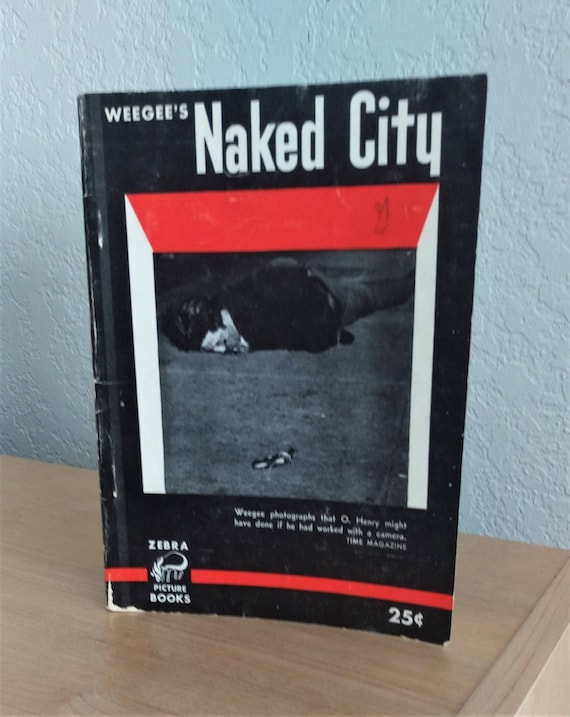 WEEGEE'S
Naked City
Weegee photographs that O. Henry might
have done if he had worked with a camera.
TIME MAGAZINE
ZEBRA
PICTURE
BOOKS
25¢